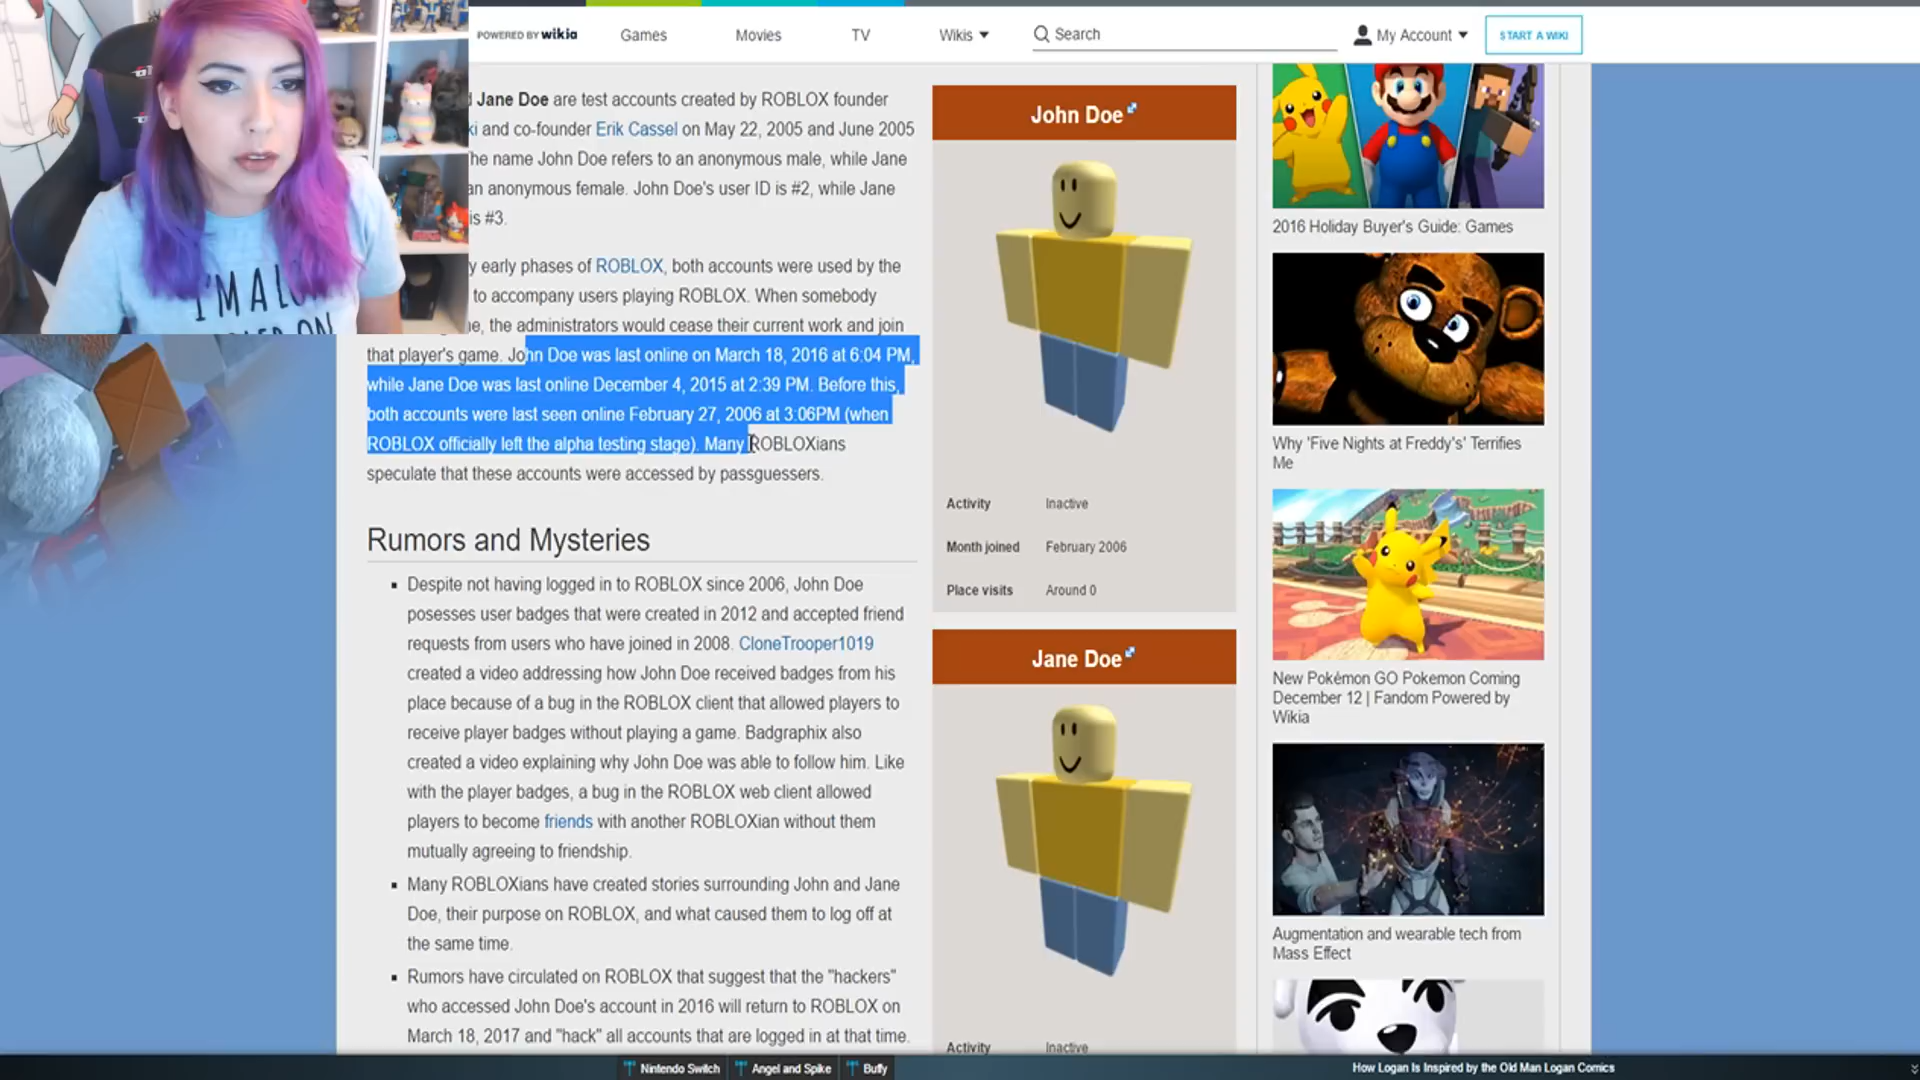 POWERED BY wikia
Games
Movies
TV
Wikis
Search
My Account
START A WIKI
Jane Doe are test accounts created by ROBLOX founder
and co-founder Erik Cassel on May 22, 2005 and June 2005
he name John Doe refers to an anonymous male, while Jane
an anonymous female. John Doe's user ID is #2, while Jane
is #3.
y early phases of ROBLOX, both accounts were used by the
to accompany users playing ROBLOX. When somebody
e, the administrators would cease their current work and join
that player's game. John Doe was last online on March 18, 2016 at 6:04 PM,
while Jane Doe was last online December 4, 2015 at 2:39 PM. Before this,
both accounts were last seen online February 27, 2006 at 3:06PM (when
ROBLOX officially left the alpha testing stage). Many ROBLOXians
speculate that these accounts were accessed by passguessers.
Rumors and Mysteries
Despite not having logged in to ROBLOX since 2006, John Doe
posesses user badges that were created in 2012 and accepted friend
requests from users who have joined in 2008. CloneTrooper1019
created a video addressing how John Doe received badges from his
place because of a bug in the ROBLOX client that allowed players to
receive player badges without playing a game. Badgraphix also
created a video explaining why John Doe was able to follow him. Like
with the player badges, a bug in the ROBLOX web client allowed
players to become friends with another ROBLOXian without them
mutually agreeing to friendship.
Many ROBLOXians have created stories surrounding John and Jane
Doe, their purpose on ROBLOX, and what caused them to log off at
the same time.
Rumors have circulated on ROBLOX that suggest that the "hackers"
who accessed John Doe's account in 2016 will return to ROBLOX on
March 18, 2017 and "hack" all accounts that are logged in at that time.
John Doe
Activity Inactive
Month joined February 2006
Place visits Around 0
Jane Doe
Activity Inactive
2016 Holiday Buyer's Guide: Games
Why 'Five Nights at Freddy's' Terrifies
Me
New Pokémon GO Pokemon Coming
December 12 | Fandom Powered by
Wikia
Augmentation and wearable tech from
Mass Effect
Nintendo Switch
Angel and Spike
Buffy
How Logan Is Inspired by the Old Man Logan Comics
I'M A